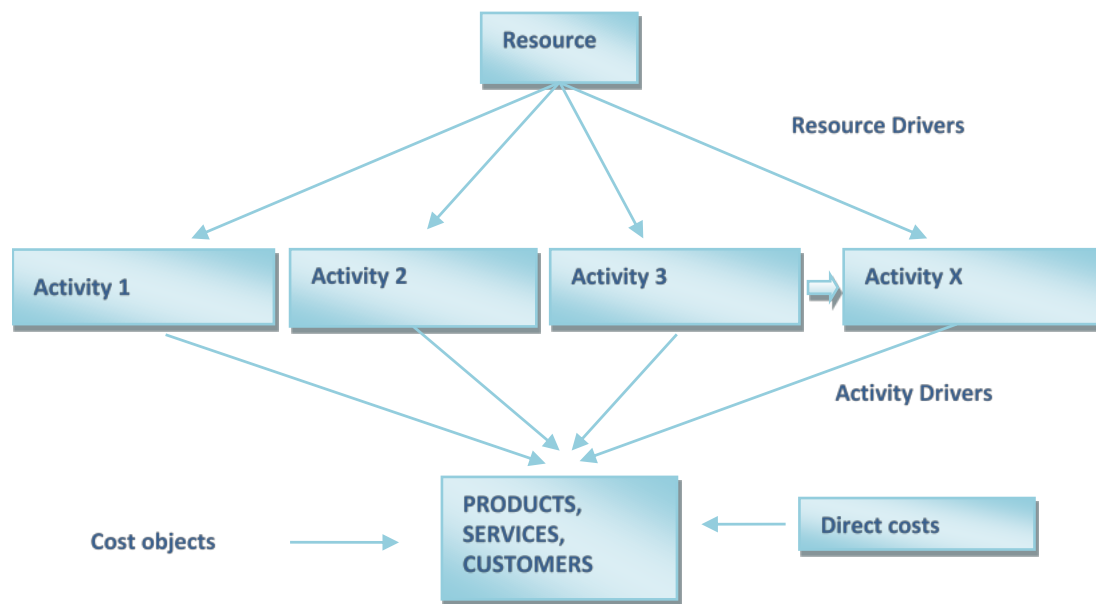 Resource
Resource Drivers
Activity 1
Activity 2
Activity 3
Activity X
Activity Drivers
PRODUCTS,
SERVICES,
CUSTOMERS
Direct costs
Cost objects